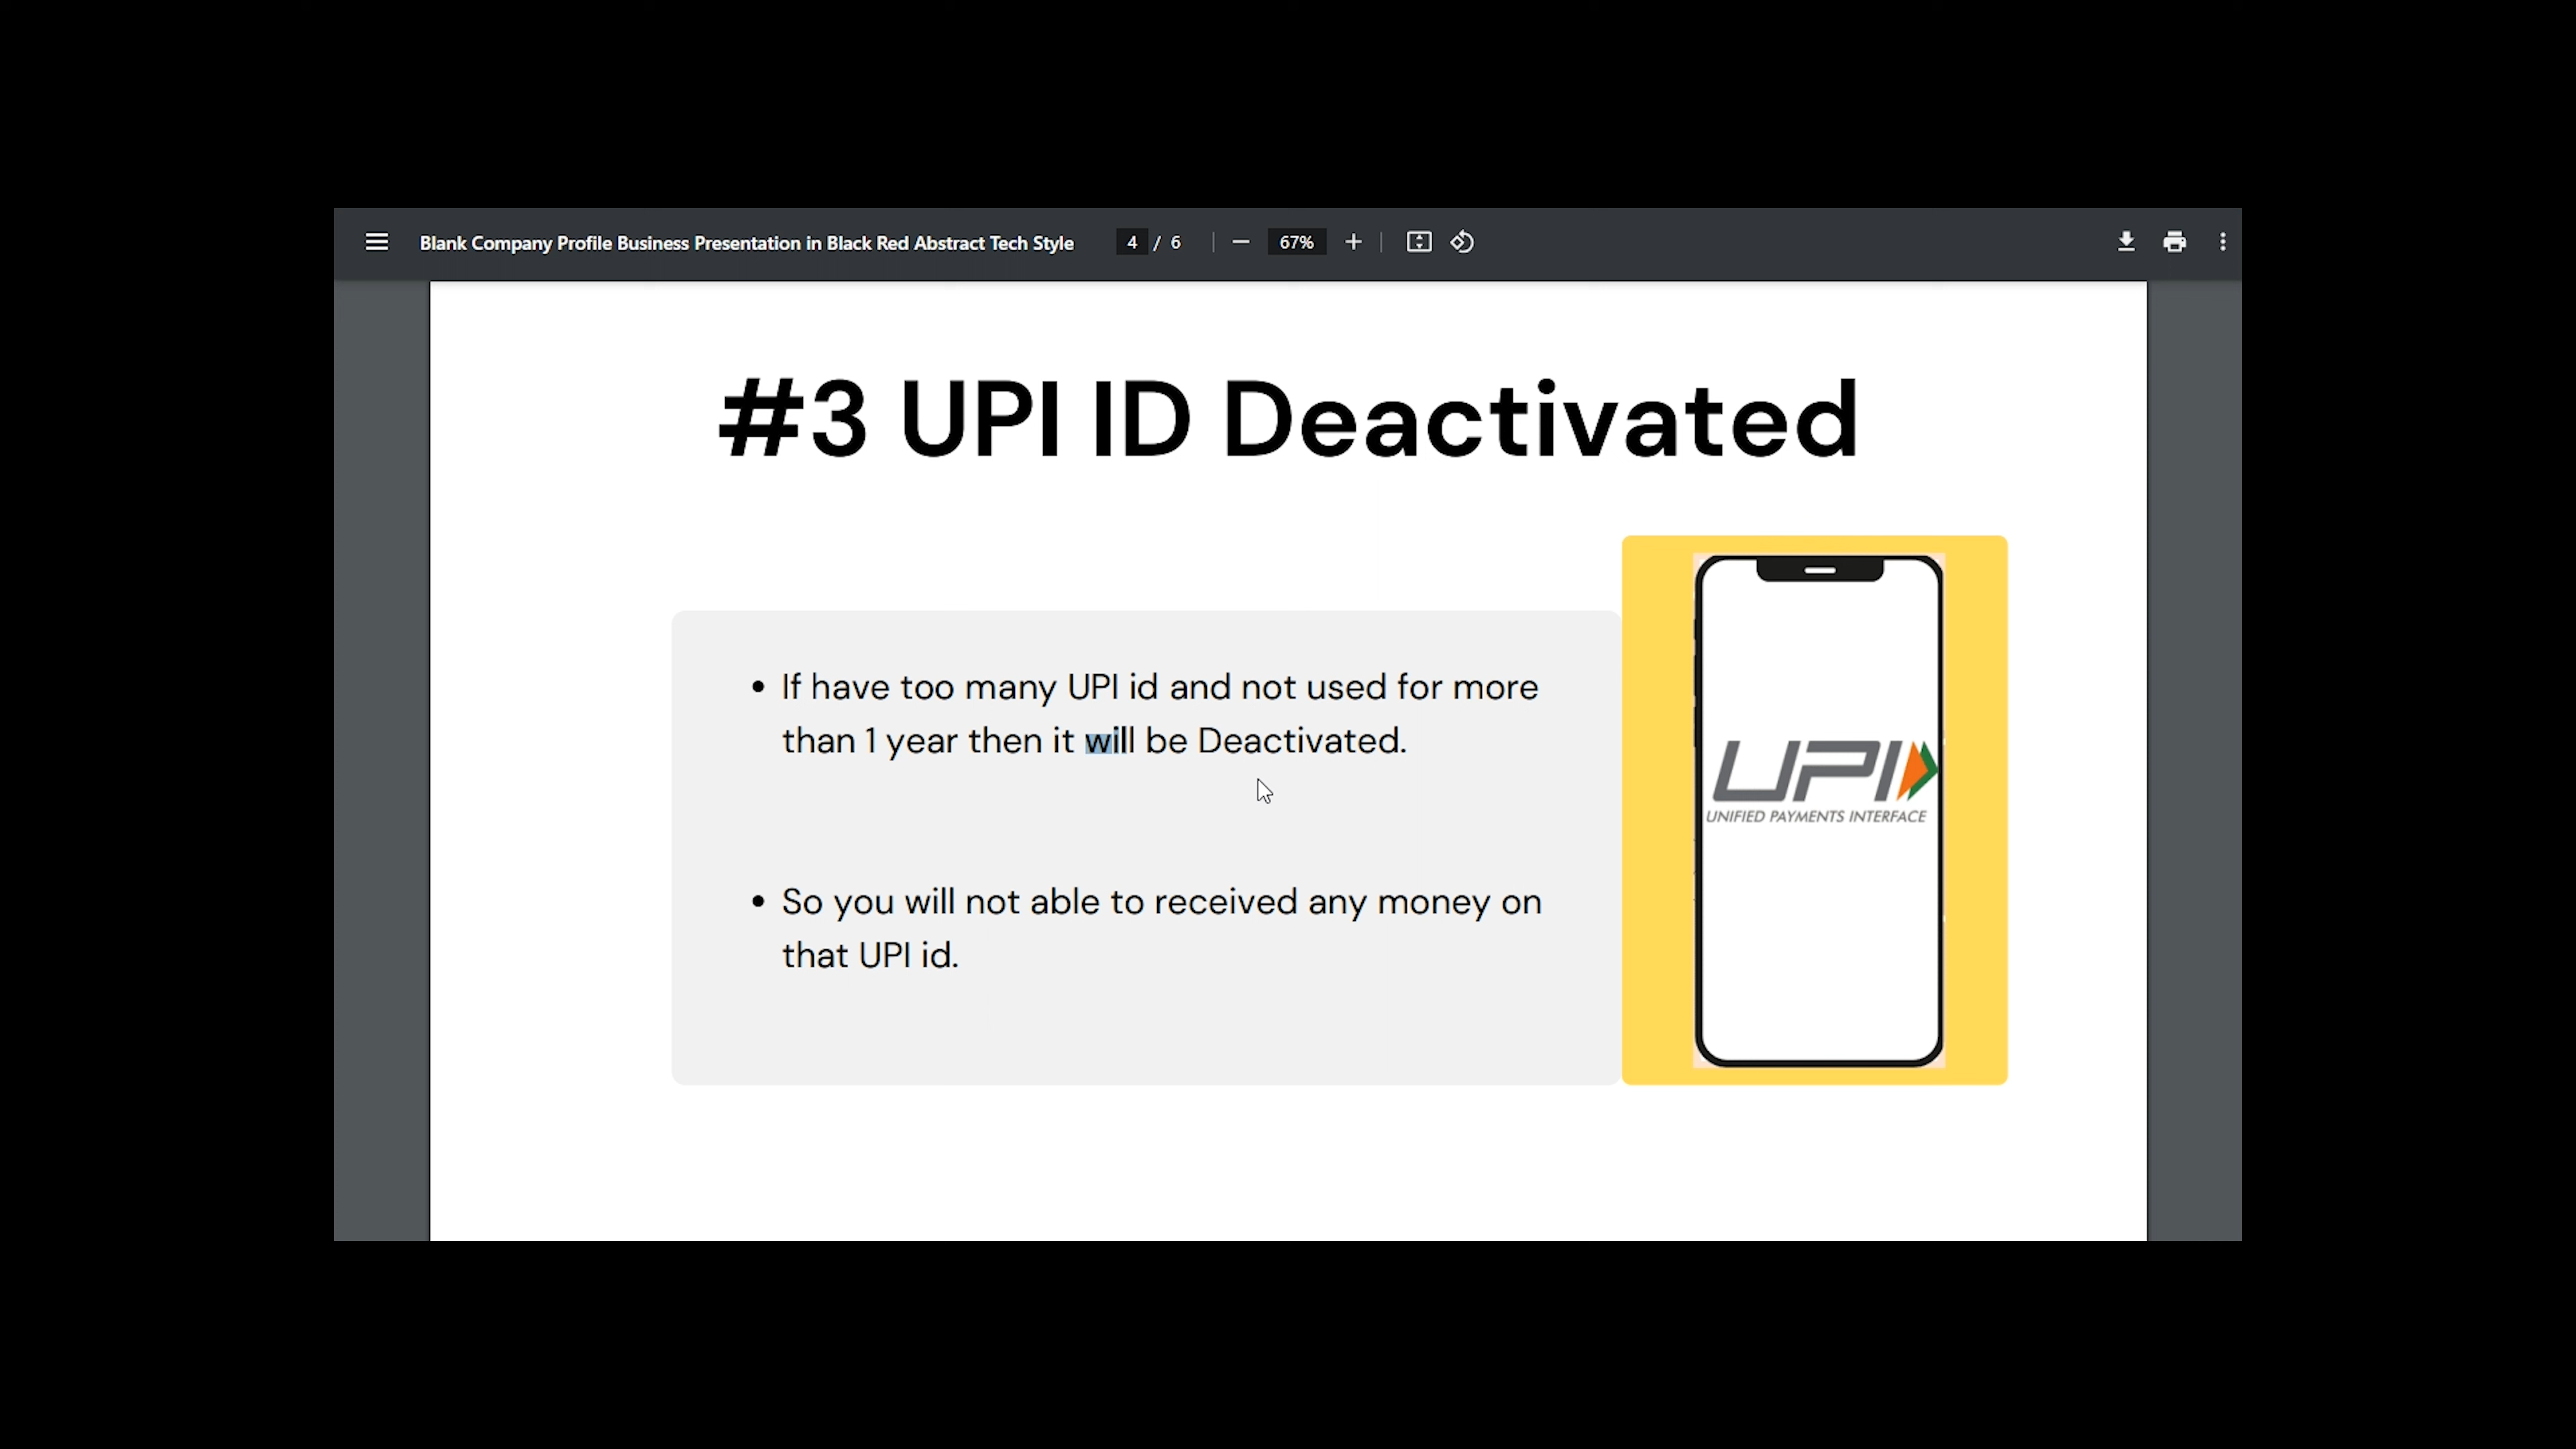 Blank Company Profile Business Presentation in Black Red Abstract Tech Style 4 / 6 67%
#3 UPI ID Deactivated
• If have too many UPI id and not used for more
than 1 year then it will be Deactivated.
• So you will not able to received any money on
that UPI id.
UPI
UNIFIED PAYMENTS INTERFACE